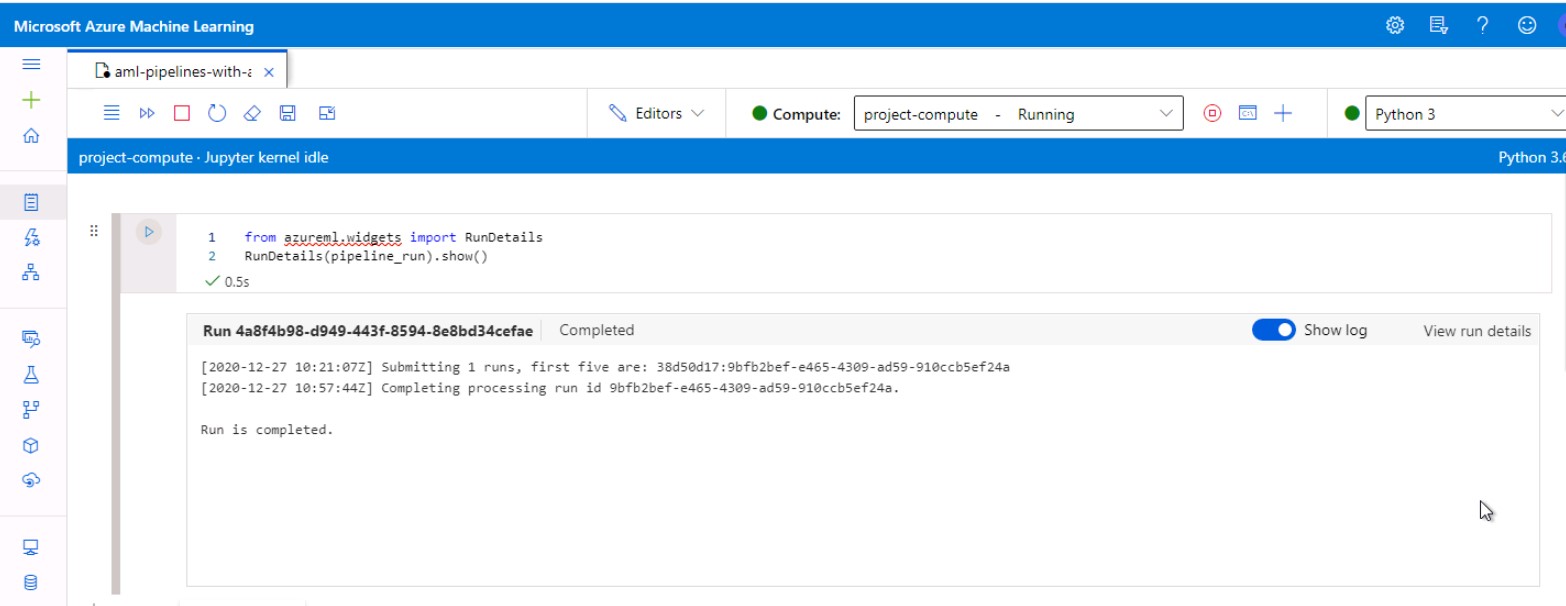 Microsoft Azure Machine Learning
aml-pipelines-with-a
Editors
Compute: project-compute - Running
Python 3
project-compute · Jupyter kernel idle
Python 3.6
1 from azureml.widgets import RunDetails
2 RunDetails(pipeline_run).show()
0.5s
Run 4a8f4b98-d949-443f-8594-8e8bd34cefae Completed Show log View run details
[2020-12-27 10:21:07Z] Submitting 1 runs, first five are: 38d50d17:9bfb2bef-e465-4309-ad59-910ccb5ef24a
[2020-12-27 10:57:44Z] Completing processing run id 9bfb2bef-e465-4309-ad59-910ccb5ef24a.
Run is completed.